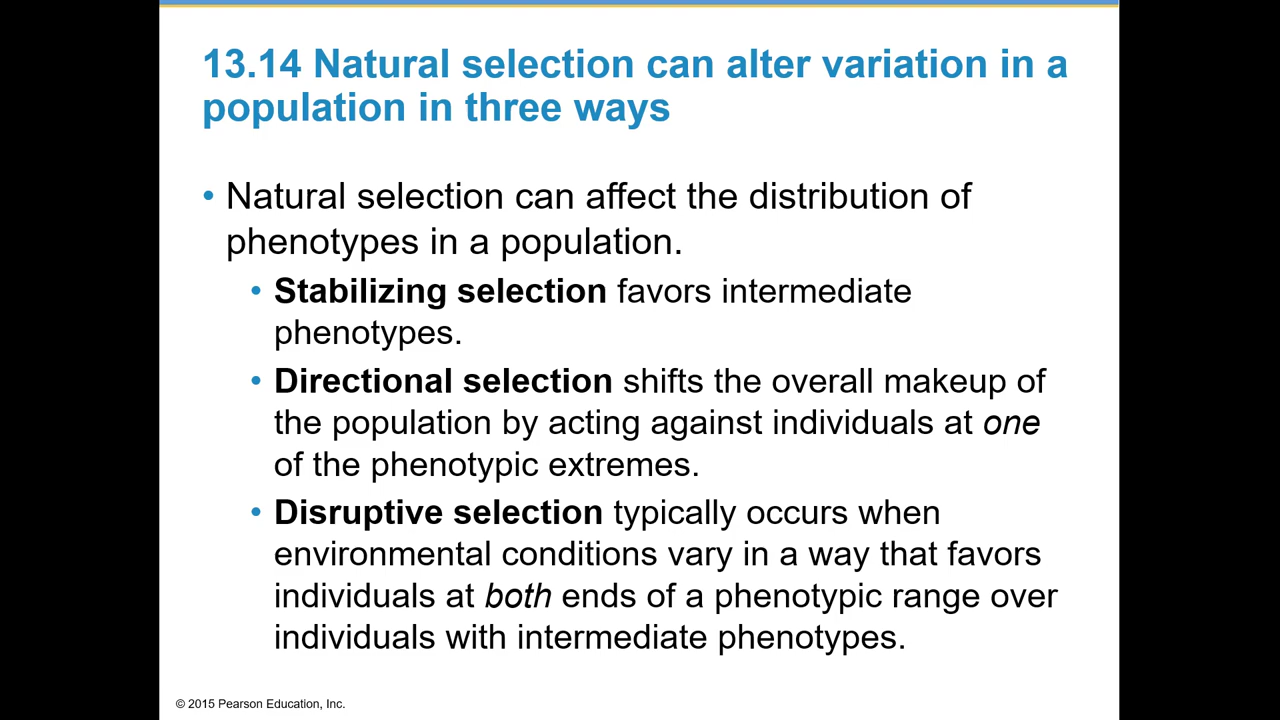 13.14 Natural selection can alter variation in a
population in three ways
• Natural selection can affect the distribution of
phenotypes in a population.
• Stabilizing selection favors intermediate
phenotypes.
• Directional selection shifts the overall makeup of
the population by acting against individuals at one
of the phenotypic extremes.
• Disruptive selection typically occurs when
environmental conditions vary in a way that favors
individuals at both ends of a phenotypic range over
individuals with intermediate phenotypes.
© 2015 Pearson Education, Inc.